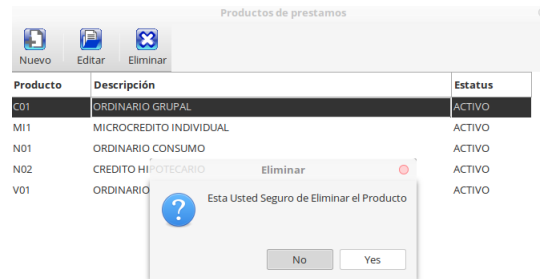 Productos de prestamos
Nuevo Editar Eliminar
Producto Descripción Estatus
C01 ORDINARIO GRUPAL ACTIVO
MI1 MICROCREDITO INDIVIDUAL ACTIVO
N01 ORDINARIO CONSUMO ACTIVO
N02 CREDITO HIPOTECARIO ACTIVO
V01 ORDINARIO ACTIVO
Eliminar
Esta Usted Seguro de Eliminar el Producto
No Yes